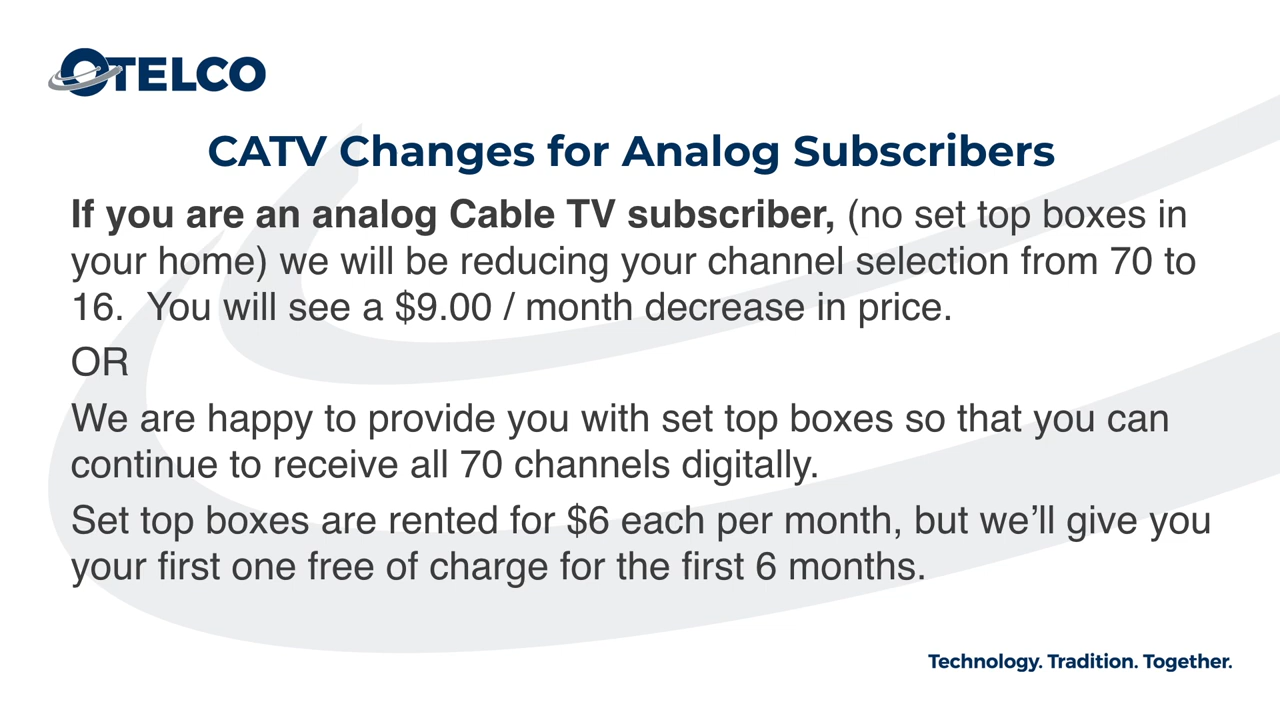 OTELCO
CATV Changes for Analog Subscribers
If you are an analog Cable TV subscriber, (no set top boxes in
your home) we will be reducing your channel selection from 70 to
16.  You will see a $9.00 / month decrease in price.
OR
We are happy to provide you with set top boxes so that you can
continue to receive all 70 channels digitally.
Set top boxes are rented for $6 each per month, but we’ll give you
your first one free of charge for the first 6 months.
Technology. Tradition. Together.